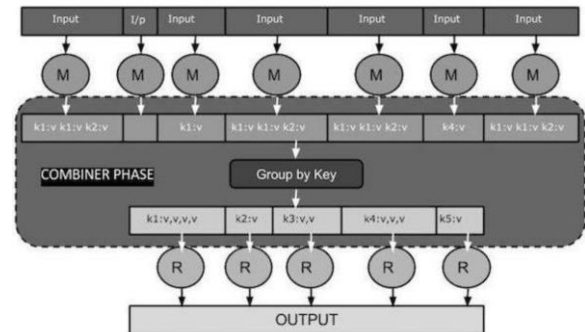 Input I/p Input Input Input Input Input
M M M M M M M
k1:v k1:v k2:v k1:v k1:v k1:v k2:v k1:v k1:v k2:v k4:v k1:v k1:v k2:v
COMBINER PHASE
Group by Key
k1:v,v,v,v k2:v k3:v,v k4:v,v,v k5:v
R R R R R
OUTPUT